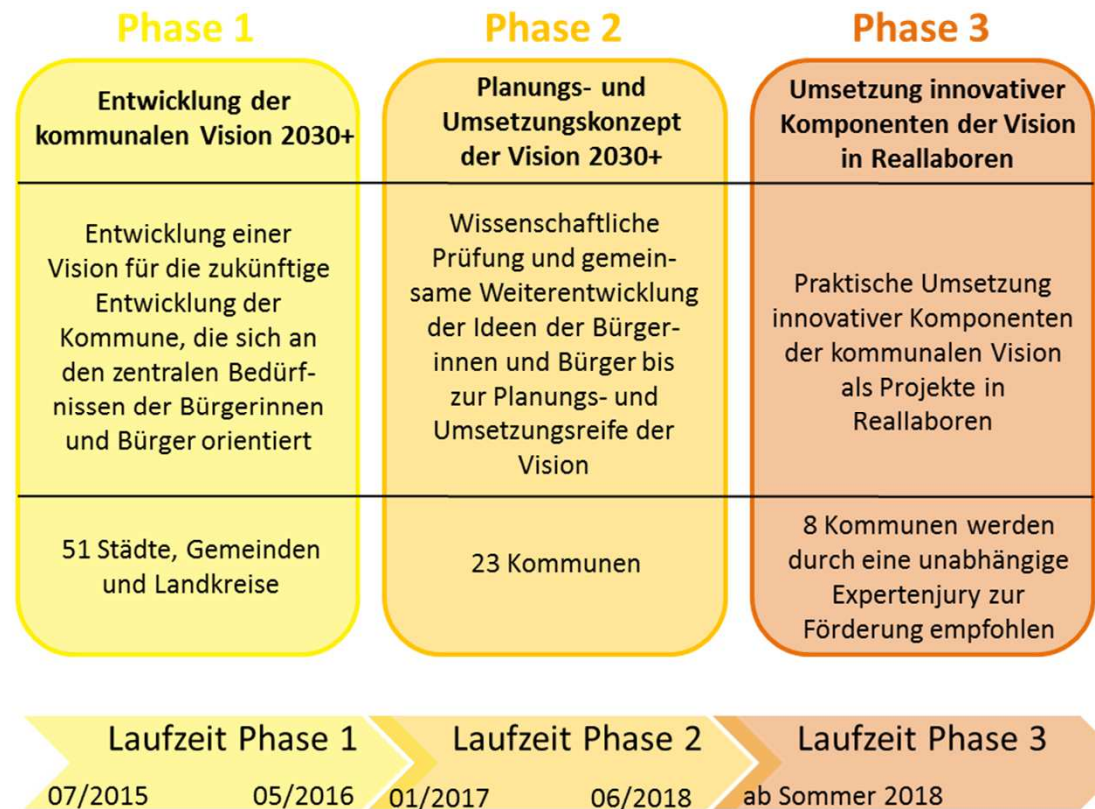 Phase 1
Entwicklung der
kommunalen Vision 2030+
Entwicklung einer
Vision für die zukünftige
Entwicklung der
Kommune, die sich an
den zentralen Bedürf-
nissen der Bürgerinnen
und Bürger orientiert
51 Städte, Gemeinden
und Landkreise
Phase 2
Planungs- und
Umsetzungskonzept
der Vision 2030+
Wissenschaftliche
Prüfung und gemein-
same Weiterentwicklung
der Ideen der Bürger-
innen und Bürger bis
zur Planungs- und
Umsetzungsreife der
Vision
23 Kommunen
Phase 3
Umsetzung innovativer
Komponenten der Vision
in Reallaboren
Praktische Umsetzung
innovativer Komponenten
der kommunalen Vision
als Projekte in
Reallaboren
8 Kommunen werden
durch eine unabhängige
Expertenjury zur
Förderung empfohlen
Laufzeit Phase 1
07/2015 05/2016
Laufzeit Phase 2
01/2017 06/2018
Laufzeit Phase 3
ab Sommer 2018